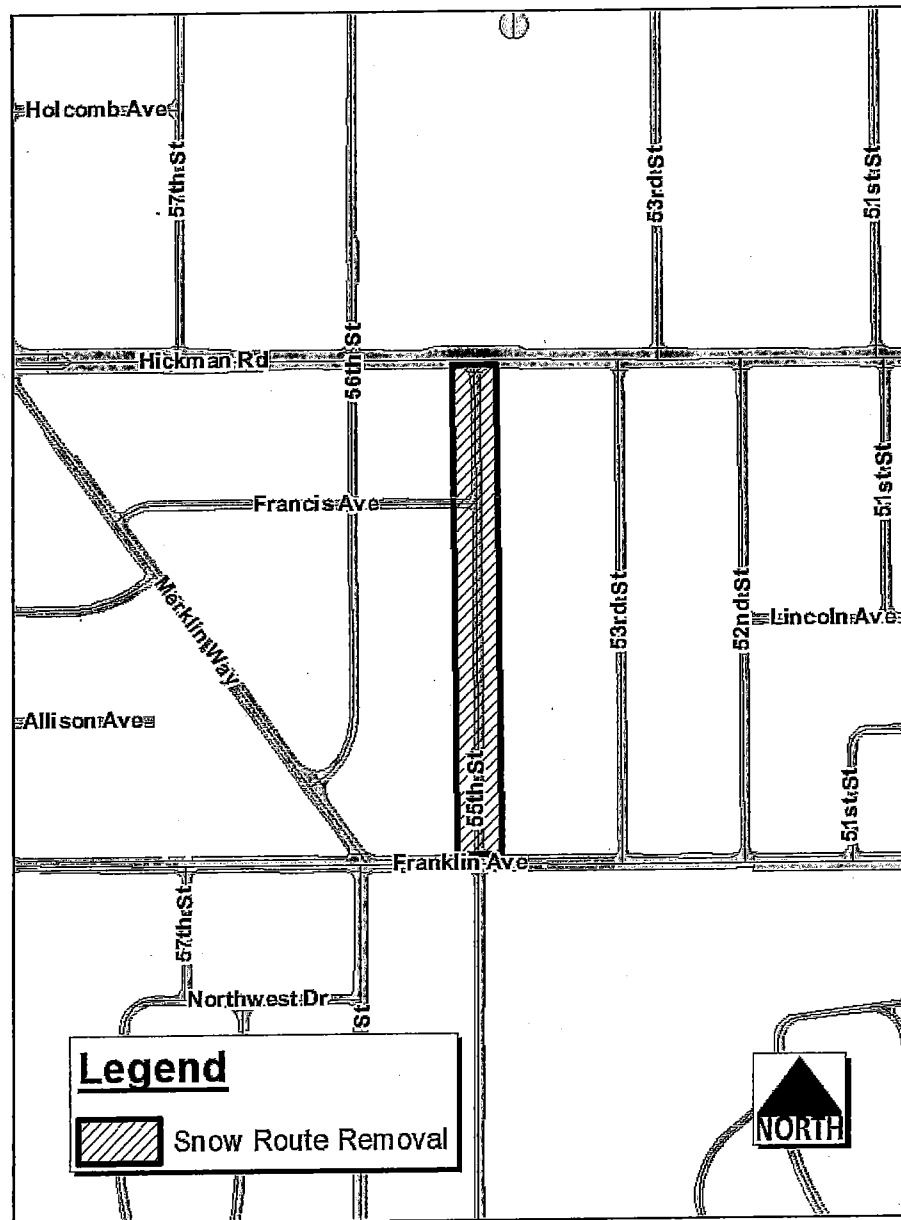 Holcomb Ave
57th St
53rd St
51st St
Hickman Rd
56th St
Francis Ave
51st St
Merklin Way
53rd St
52nd St
Lincoln Ave
Allison Ave
55th St
51st St
Franklin Ave
57th St
Northwest Dr
St
Legend
Snow Route Removal
NORTH